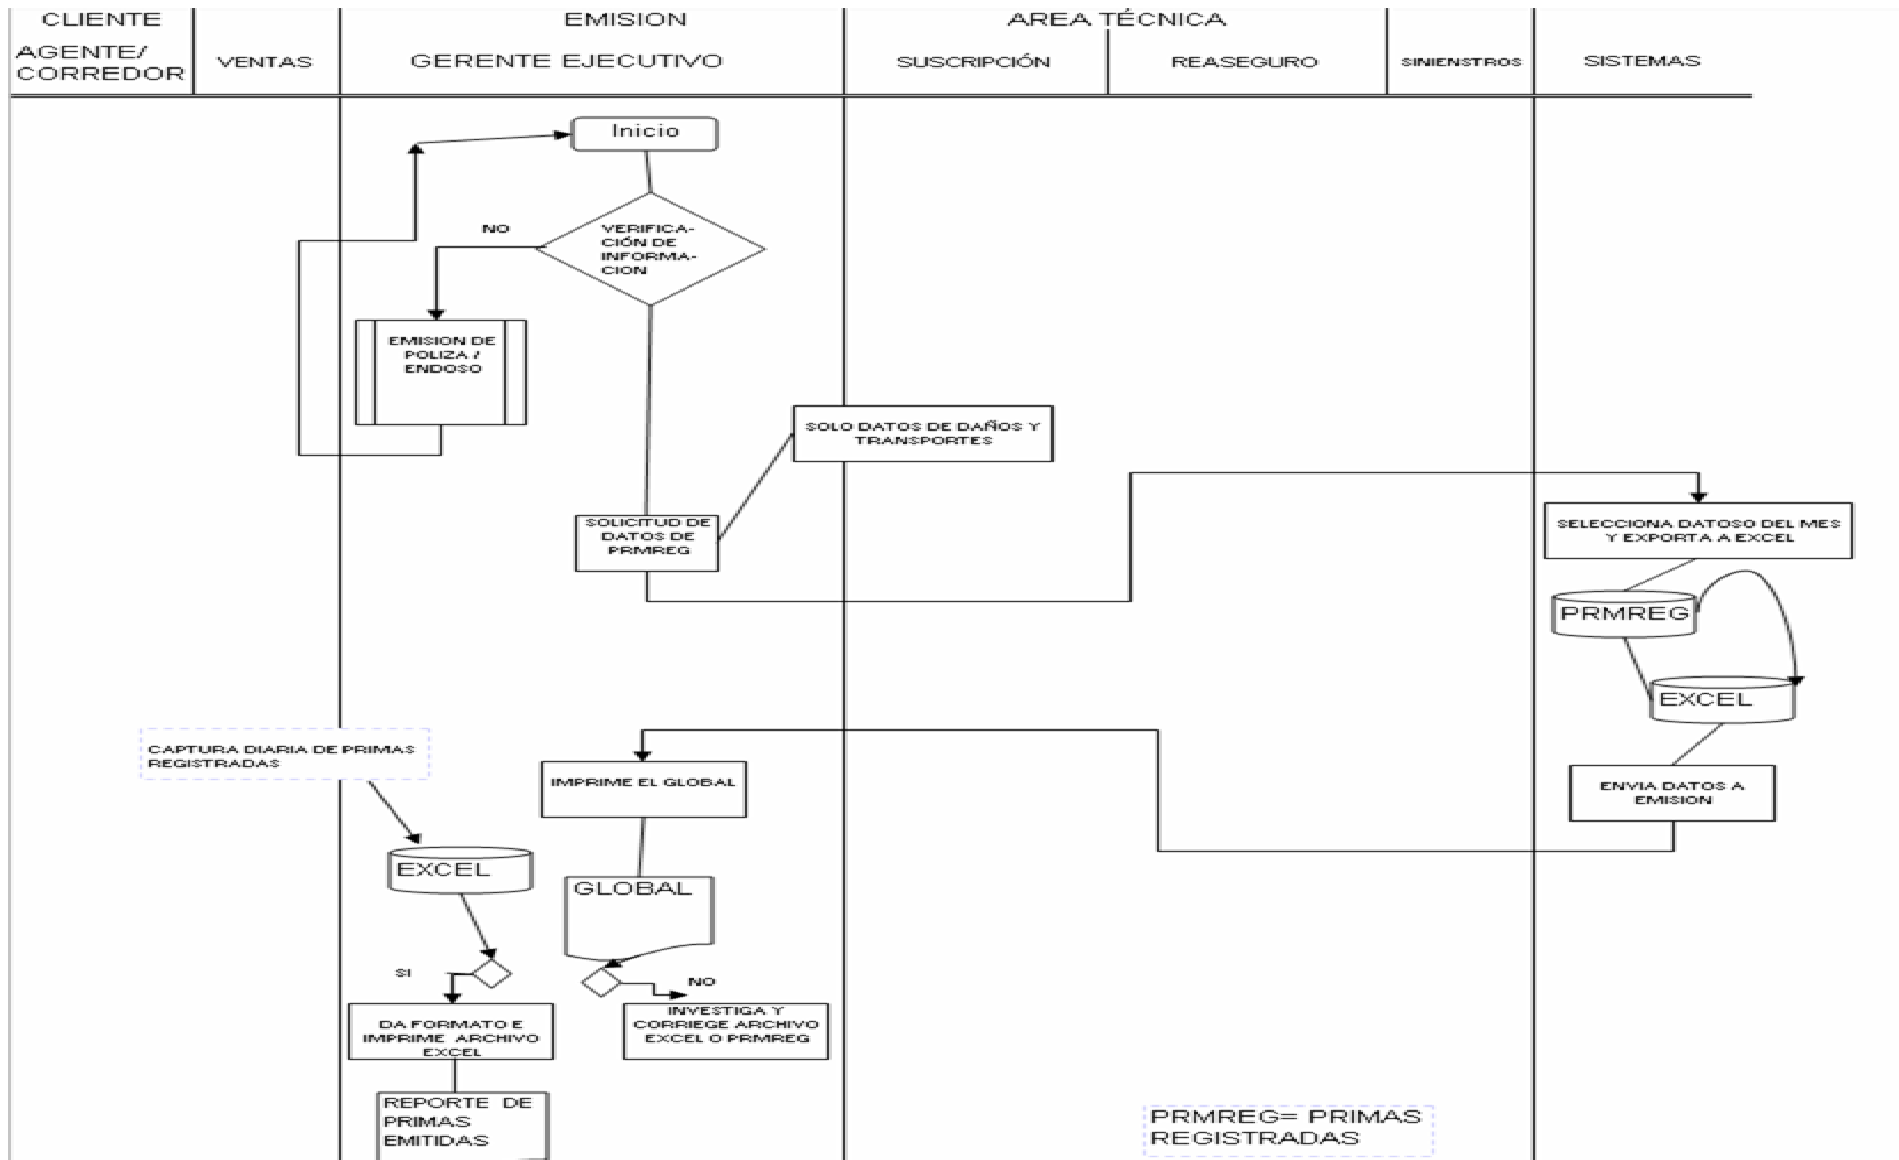 CLIENTE
EMISION
AREA TÉCNICA
AGENTE/
CORREDOR
VENTAS
GERENTE EJECUTIVO
SUSCRIPCIÓN
REASEGURO
SINIENSTROS
SISTEMAS
Inicio
NO
VERIFICA-
CIÓN DE
INFORMA-
CION
EMISION DE
POLIZA /
ENDOSO
SOLO DATOS DE DAÑOS Y
TRANSPORTES
SOLICITUD DE
DATOS DE
PRMREG
SELECCIONA DATOSO DEL MES
Y EXPORTA A EXCEL
PRMREG
EXCEL
ENVIA DATOS A
EMISION
CAPTURA DIARIA DE PRIMAS
REGISTRADAS
IMPRIME EL GLOBAL
EXCEL
GLOBAL
SI
NO
DA FORMATO E
IMPRIME ARCHIVO
EXCEL
INVESTIGA Y
CORRIEGE ARCHIVO
EXCEL O PRMREG
REPORTE DE
PRIMAS
EMITIDAS
PRMREG= PRIMAS
REGISTRADAS